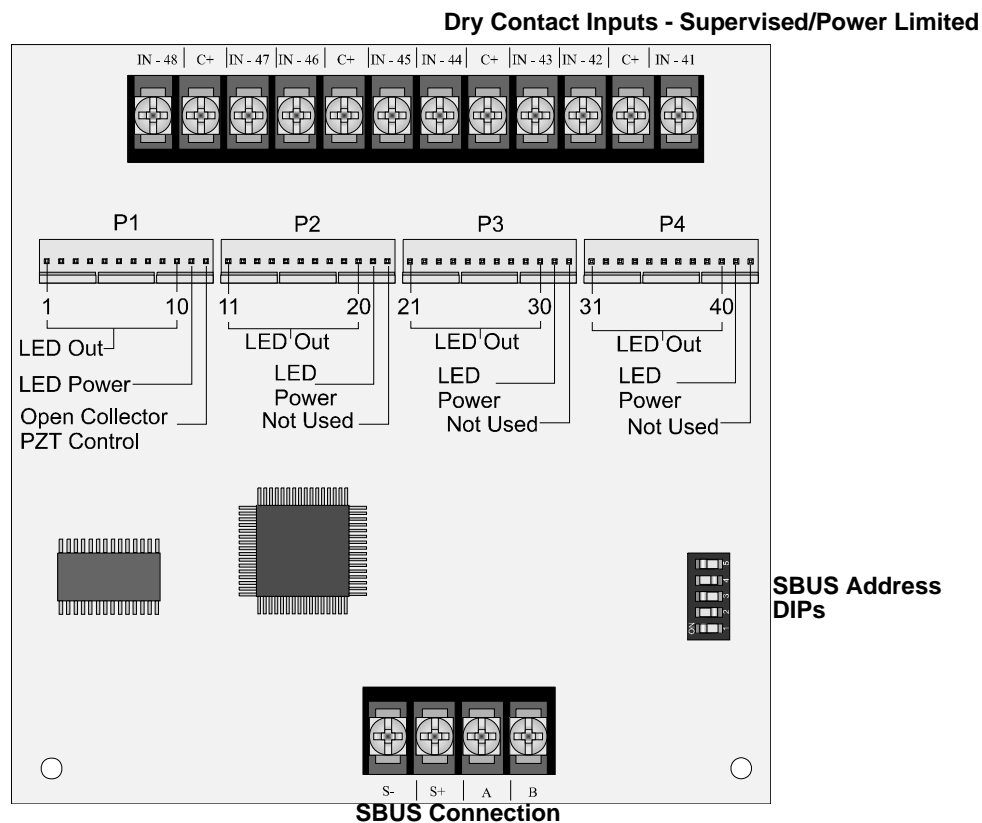 Dry Contact Inputs - Supervised/Power Limited
IN - 48 C+ IN - 47 IN - 46 C+ IN - 45 IN - 44 C+ IN - 43 IN - 42 C+ IN - 41
P1 P2 P3 P4
1 10 11 20 21 30 31 40
LED Out
LED Power
Open Collector
PZT Control
LED Out
LED
Power
Not Used
LED Out
LED
Power
Not Used
LED Out
LED
Power
Not Used
5
4
3
2
1
ON
SBUS Address
DIPs
S- S+ A B
SBUS Connection